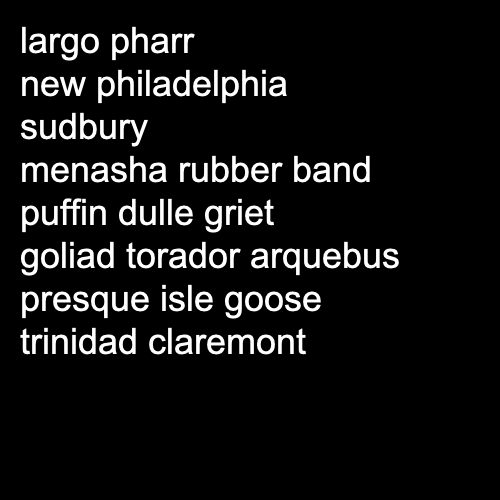 largo pharr
new philadelphia
sudbury
menasha rubber band
puffin dulle griet
goliad torador arquebus
presque isle goose
trinidad claremont